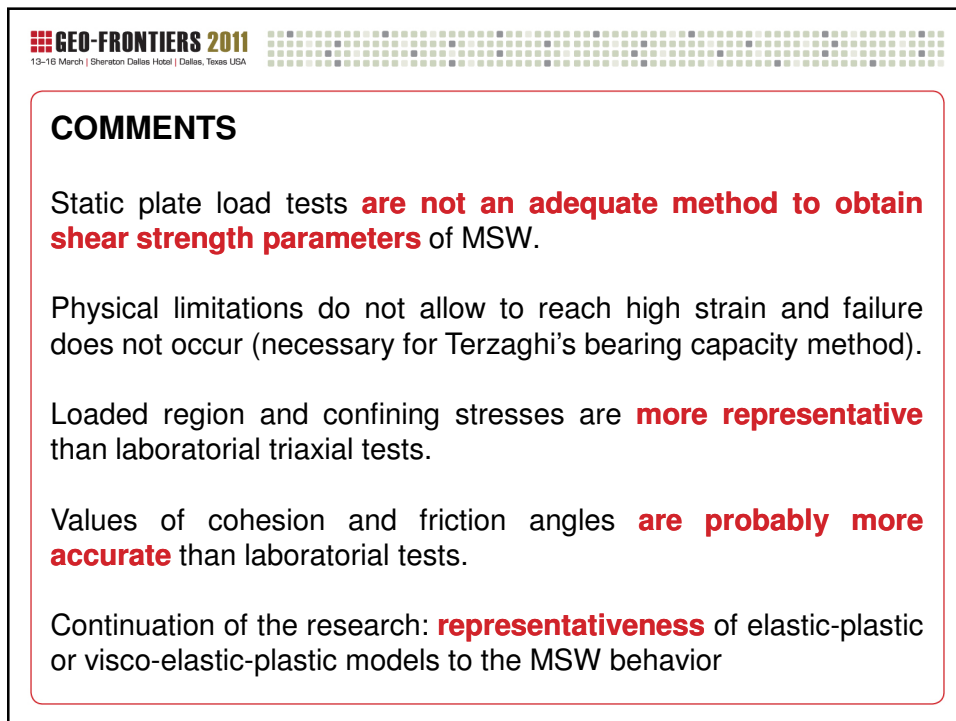 GEO-FRONTIERS 2011
13-16 March | Sheraton Dallas Hotel | Dallas, Texas USA
COMMENTS
Static plate load tests are not an adequate method to obtain
shear strength parameters of MSW.
Physical limitations do not allow to reach high strain and failure
does not occur (necessary for Terzaghi's bearing capacity method).
Loaded region and confining stresses are more representative
than laboratorial triaxial tests.
Values of cohesion and friction angles are probably more
accurate than laboratorial tests.
Continuation of the research: representativeness of elastic-plastic
or visco-elastic-plastic models to the MSW behavior